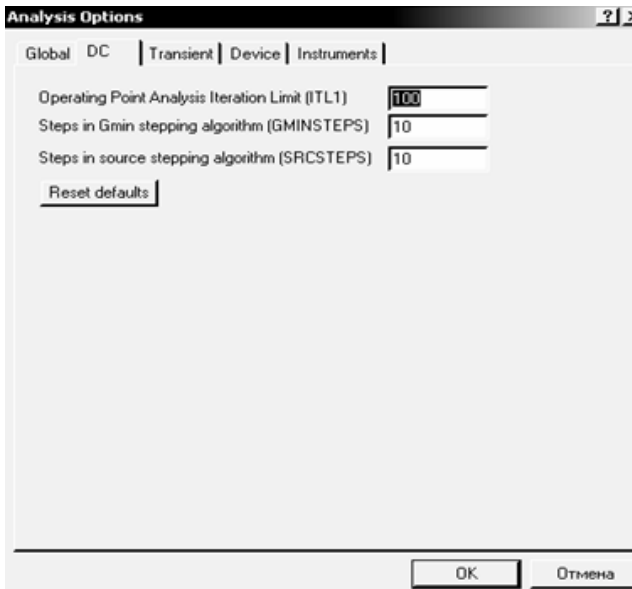 Analysis Options
Global DC Transient Device Instruments
Operating Point Analysis Iteration Limit (ITL1) 100
Steps in Gmin stepping algorithm (GMINSTEPS) 10
Steps in source stepping algorithm (SRCSTEPS) 10
Reset defaults
OK Отмена